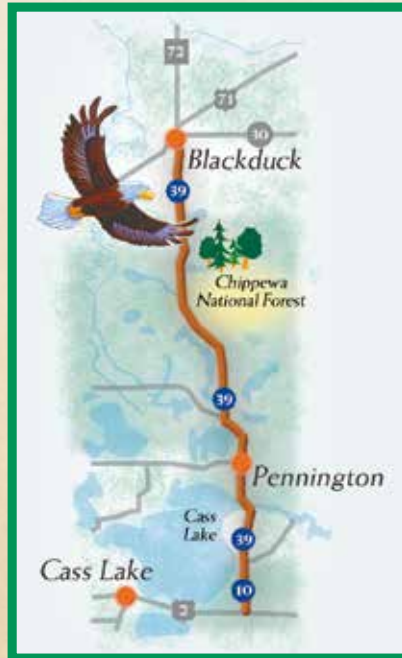 72
71
30
Blackduck
39
Chippewa
National Forest
39
Pennington
Cass
Lake
39
Cass Lake
10
2